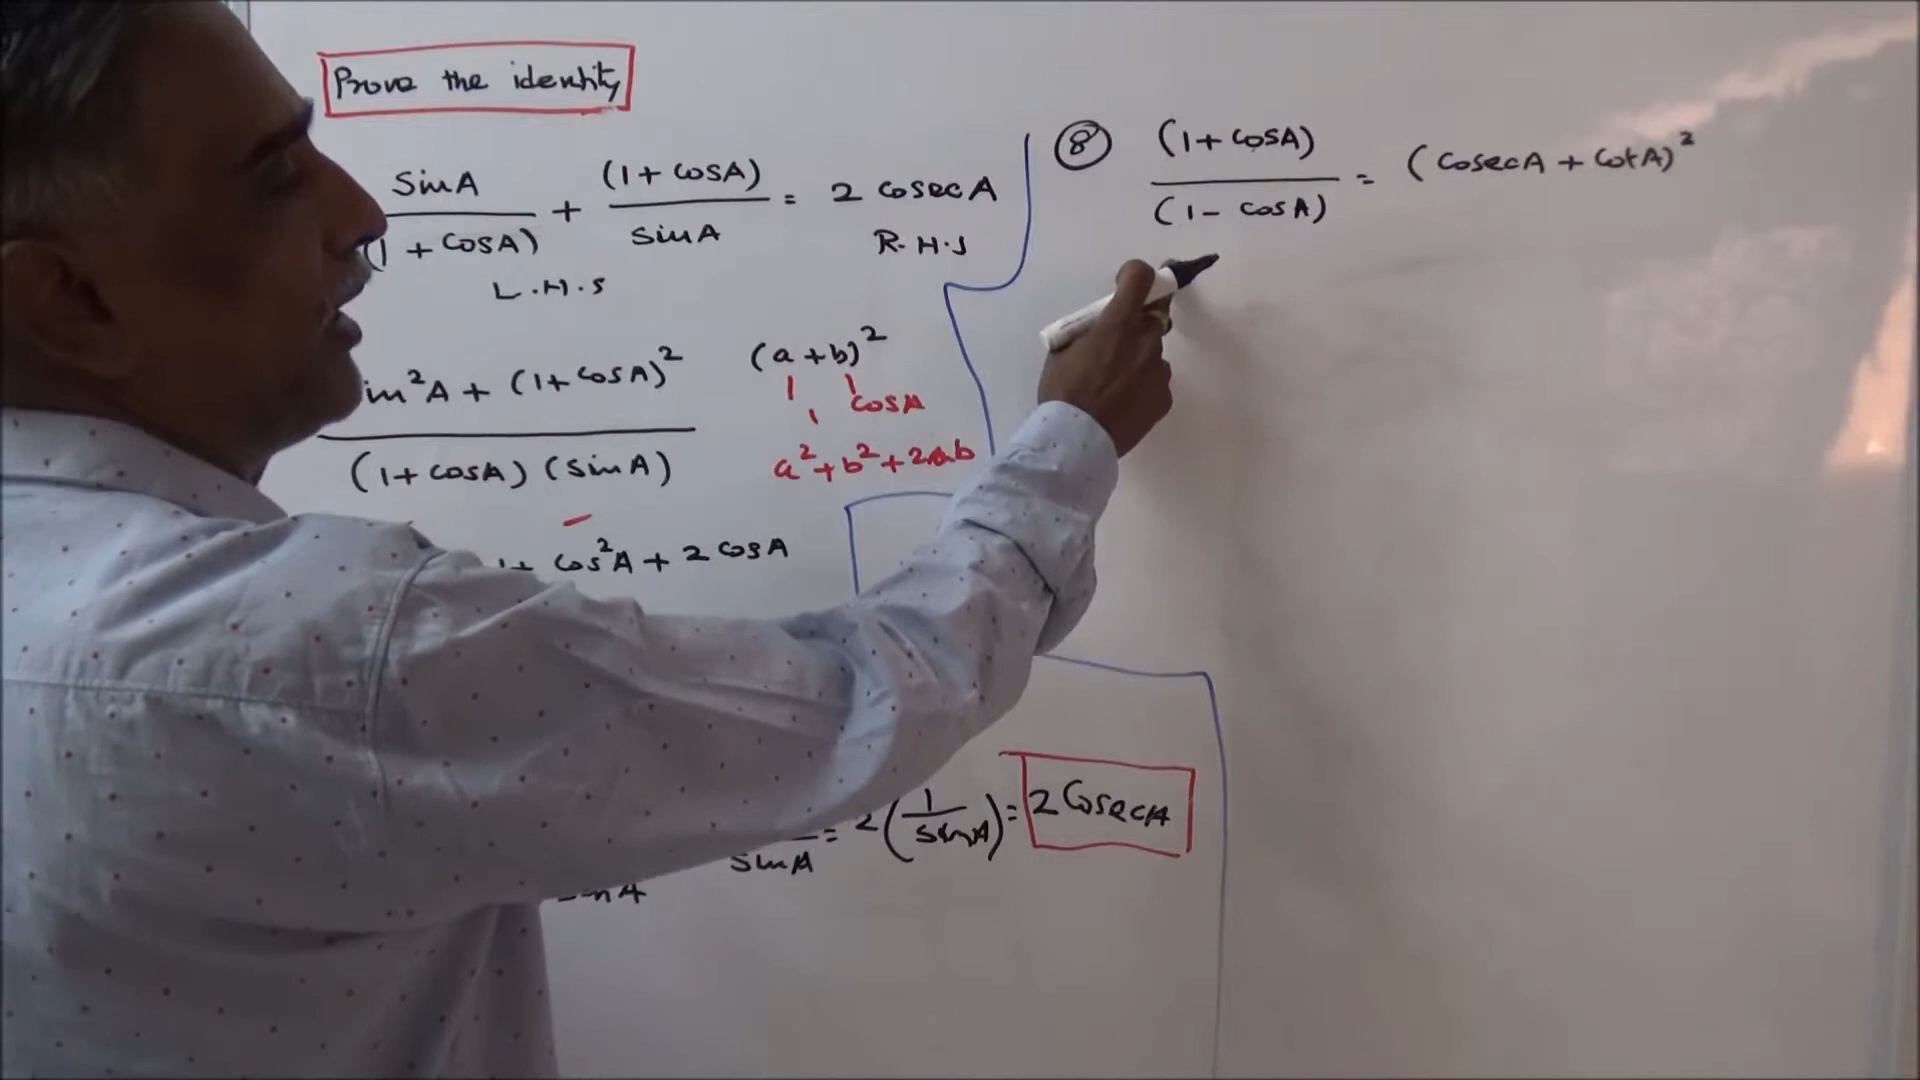 Prove the identity
SinA / (1 + cosA) + (1 + cosA) / SinA = 2 cosecA
L.H.S R.H.S
in²A + (1 + cosA)² / (1 + cosA) (SinA)
(a + b)²
cosA
a² + b² + 2ab
1 + cos²A + 2 cosA
sinA = 2 (1 / sinA) = 2 CosecA
8 (1 + cosA) / (1 - cosA) = (cosecA + cotA)²